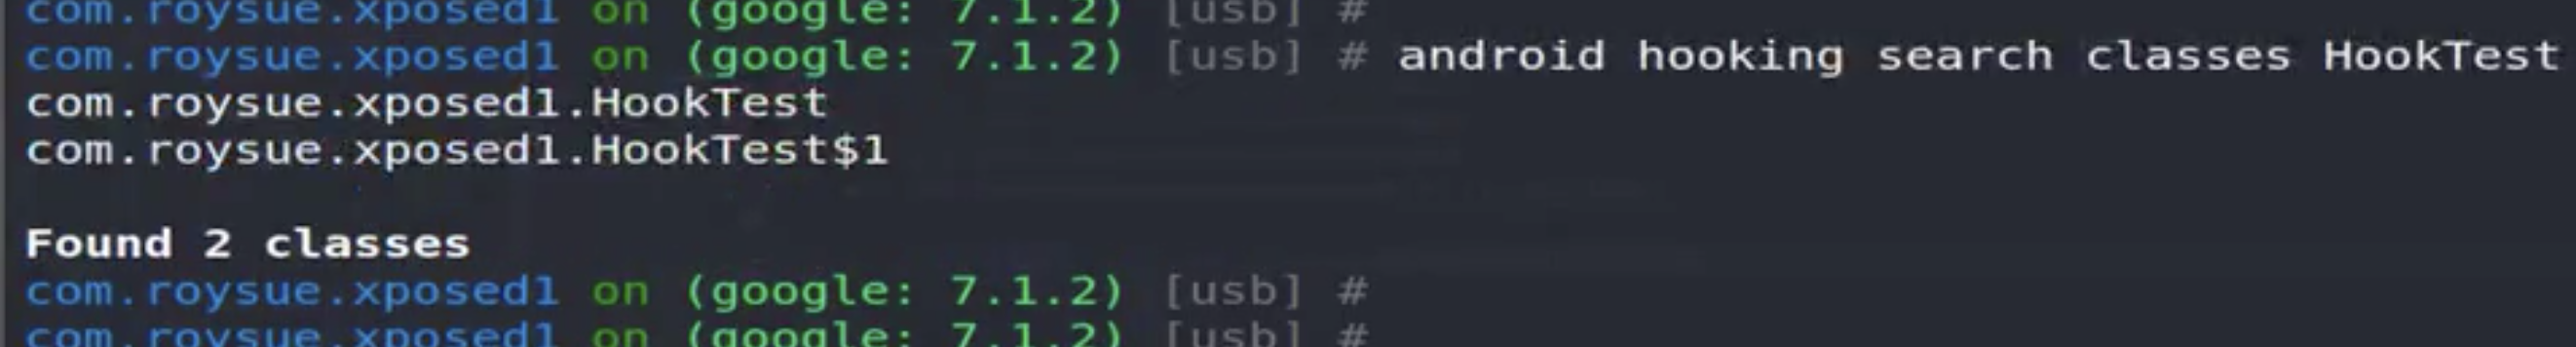 com.roysue.xposed1 on (google: 7.1.2) [usb] #
com.roysue.xposed1 on (google: 7.1.2) [usb] # android hooking search classes HookTest
com.roysue.xposed1.HookTest
com.roysue.xposed1.HookTest$1
Found 2 classes
com.roysue.xposed1 on (google: 7.1.2) [usb] #
com.roysue.xposed1 on (google: 7.1.2) [usb] #